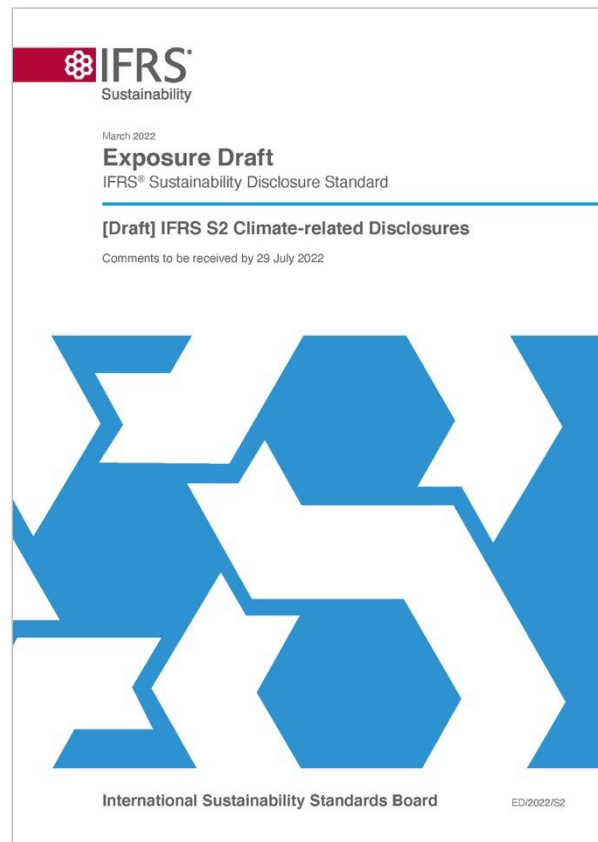 IFRS®
Sustainability
March 2022
Exposure Draft
IFRS® Sustainability Disclosure Standard
[Draft] IFRS S2 Climate-related Disclosures
Comments to be received by 29 July 2022
International Sustainability Standards Board
ED/2022/S2